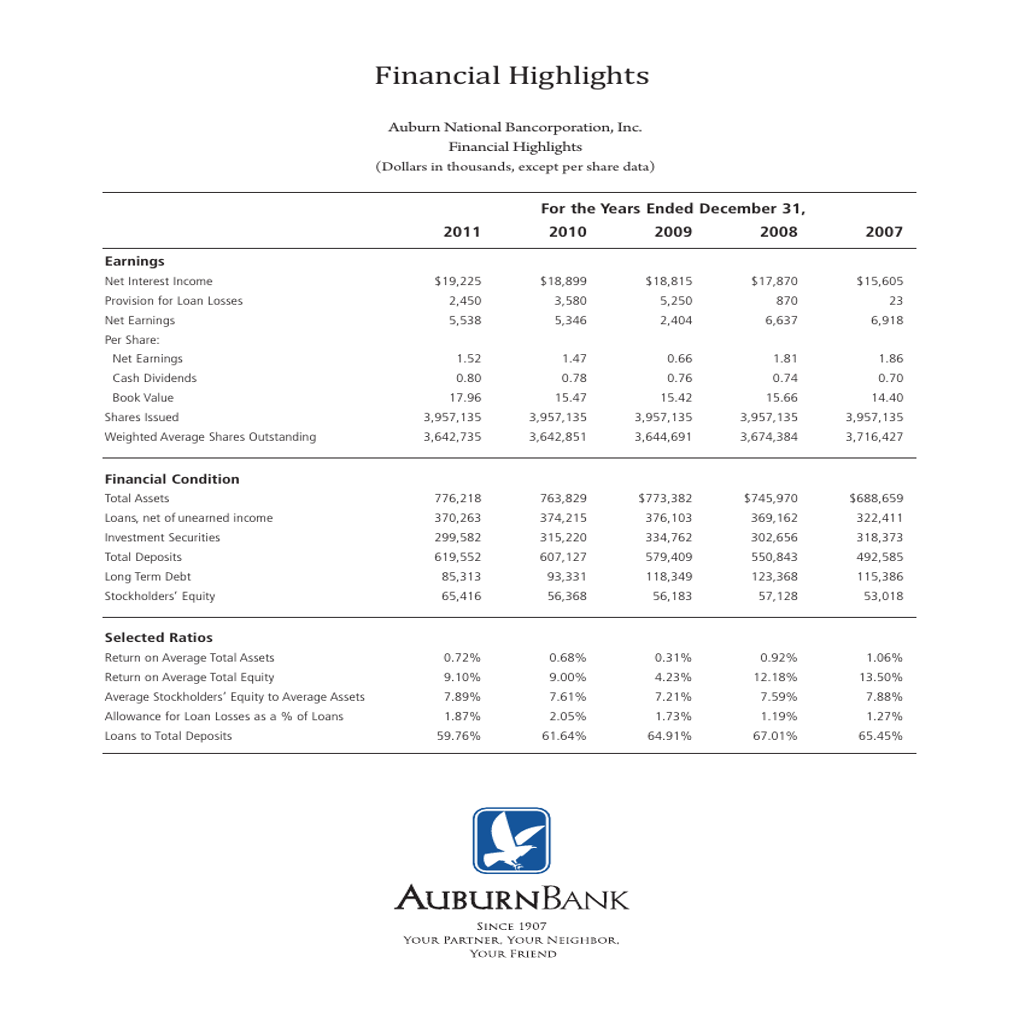 Financial Highlights
Auburn National Bancorporation, Inc.
Financial Highlights
(Dollars in thousands, except per share data)
For the Years Ended December 31,
2011 2010 2009 2008 2007
Earnings
Net Interest Income $19,225 $18,899 $18,815 $17,870 $15,605
Provision for Loan Losses 2,450 3,580 5,250 870 23
Net Earnings 5,538 5,346 2,404 6,637 6,918
Per Share:
Net Earnings 1.52 1.47 0.66 1.81 1.86
Cash Dividends 0.80 0.78 0.76 0.74 0.70
Book Value 17.96 15.47 15.42 15.66 14.40
Shares Issued 3,957,135 3,957,135 3,957,135 3,957,135 3,957,135
Weighted Average Shares Outstanding 3,642,735 3,642,851 3,644,691 3,674,384 3,716,427
Financial Condition
Total Assets 776,218 763,829 $773,382 $745,970 $688,659
Loans, net of unearned income 370,263 374,215 376,103 369,162 322,411
Investment Securities 299,582 315,220 334,762 302,656 318,373
Total Deposits 619,552 607,127 579,409 550,843 492,585
Long Term Debt 85,313 93,331 118,349 123,368 115,386
Stockholders' Equity 65,416 56,368 56,183 57,128 53,018
Selected Ratios
Return on Average Total Assets 0.72% 0.68% 0.31% 0.92% 1.06%
Return on Average Total Equity 9.10% 9.00% 4.23% 12.18% 13.50%
Average Stockholders' Equity to Average Assets 7.89% 7.61% 7.21% 7.59% 7.88%
Allowance for Loan Losses as a % of Loans 1.87% 2.05% 1.73% 1.19% 1.27%
Loans to Total Deposits 59.76% 61.64% 64.91% 67.01% 65.45%
AUBURNBANK
SINCE 1907
YOUR PARTNER, YOUR NEIGHBOR,
YOUR FRIEND